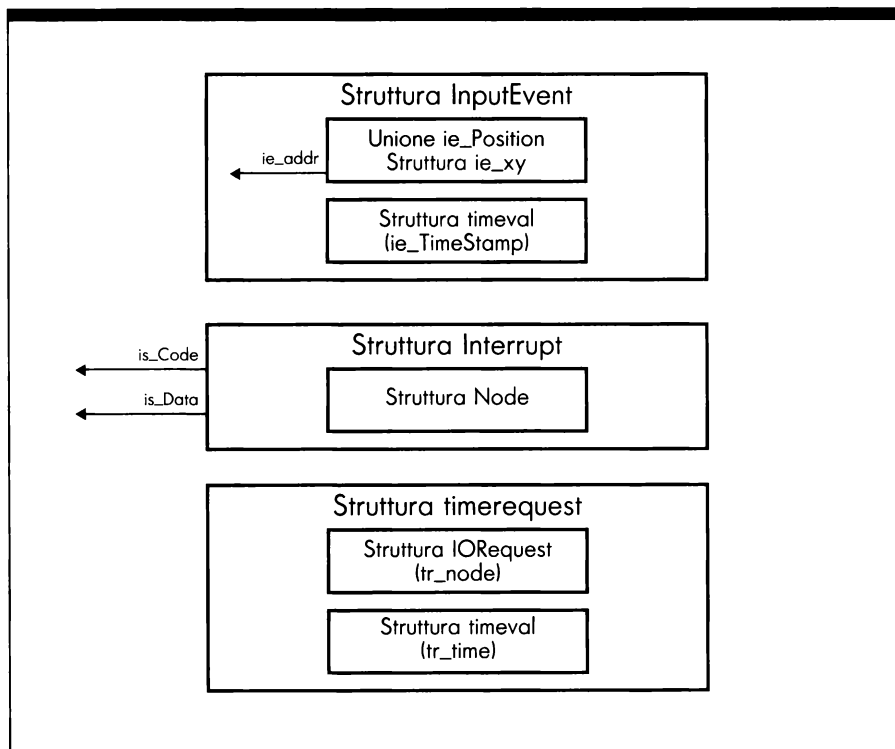 Struttura InputEvent
Unione ie_Position
Struttura ie_xy
ie_addr
Struttura timeval
(ie_TimeStamp)
Struttura Interrupt
is_Code
is_Data
Struttura Node
Struttura timerequest
Struttura IORequest
(tr_node)
Struttura timeval
(tr_time)